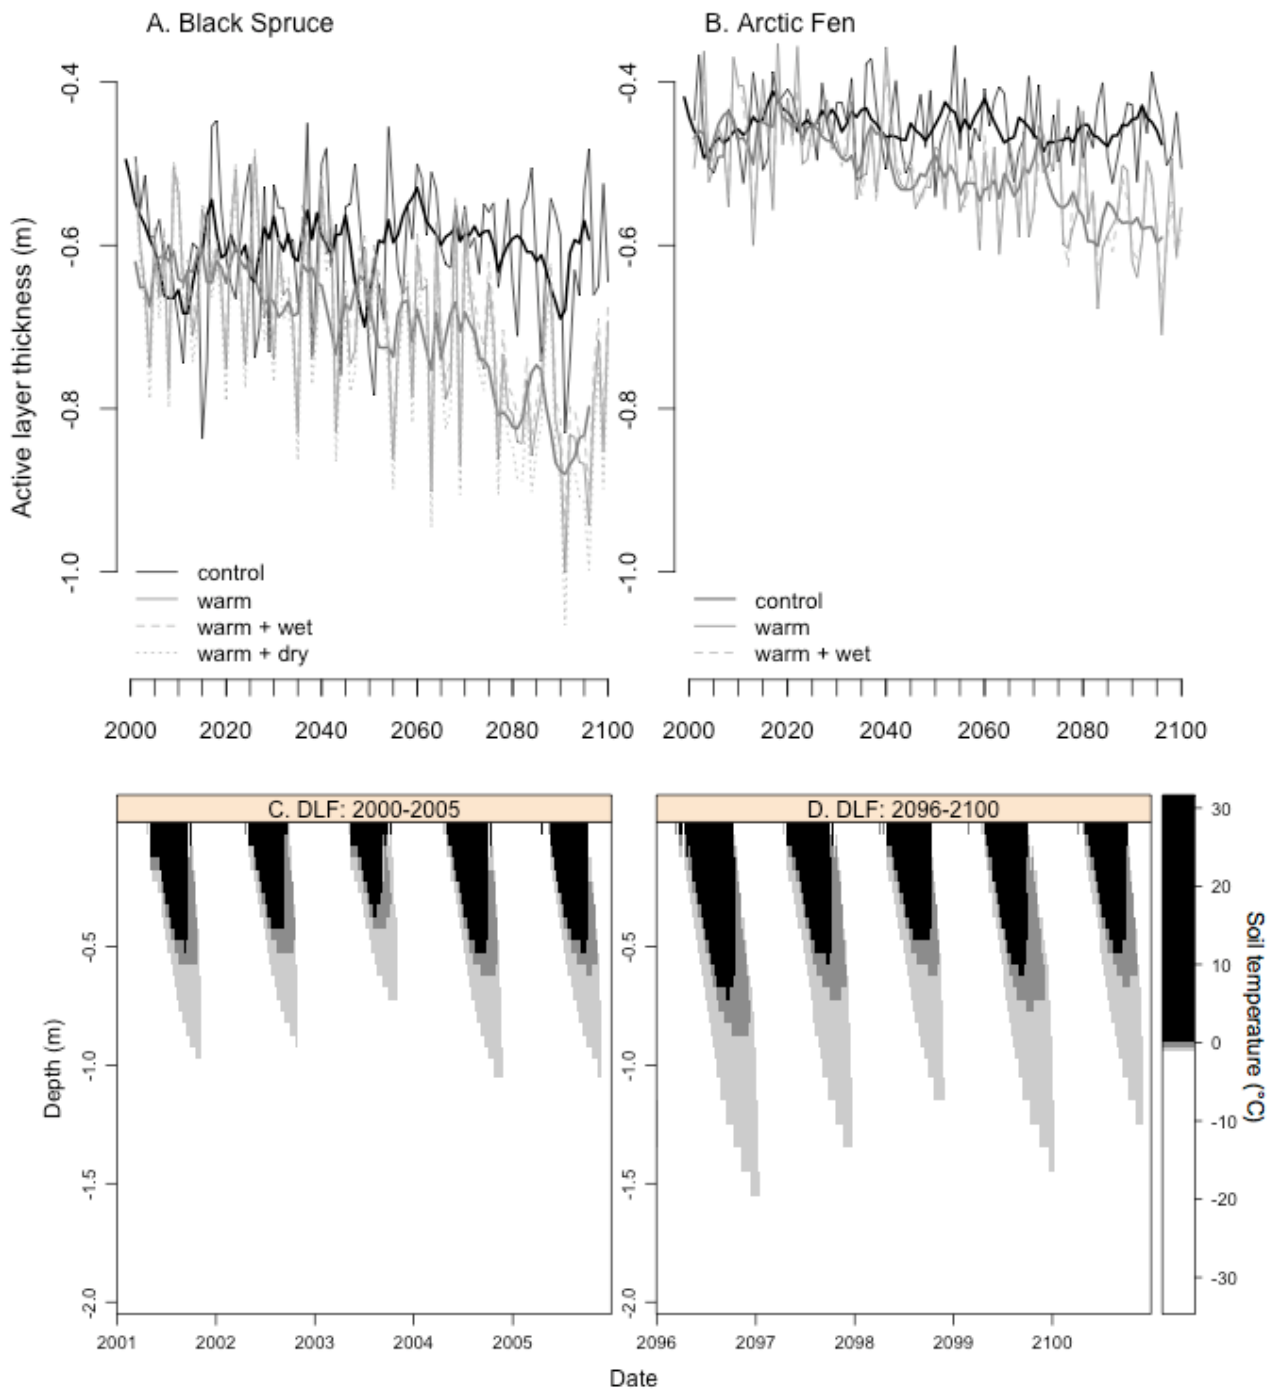 A. Black Spruce
B. Arctic Fen
Active layer thickness (m)
-0.4
-0.6
-0.8
-1.0
control
warm
warm + wet
warm + dry
2000 2020 2040 2060 2080 2100
-0.4
-0.6
-0.8
-1.0
control
warm
warm + wet
2000 2020 2040 2060 2080 2100
C. DLF: 2000-2005
Depth (m)
-0.5
-1.0
-1.5
-2.0
2001 2002 2003 2004 2005
D. DLF: 2096-2100
-0.5
-1.0
-1.5
-2.0
2096 2097 2098 2099 2100
30
20
10
0
-10
-20
-30
Soil temperature (°C)
Date